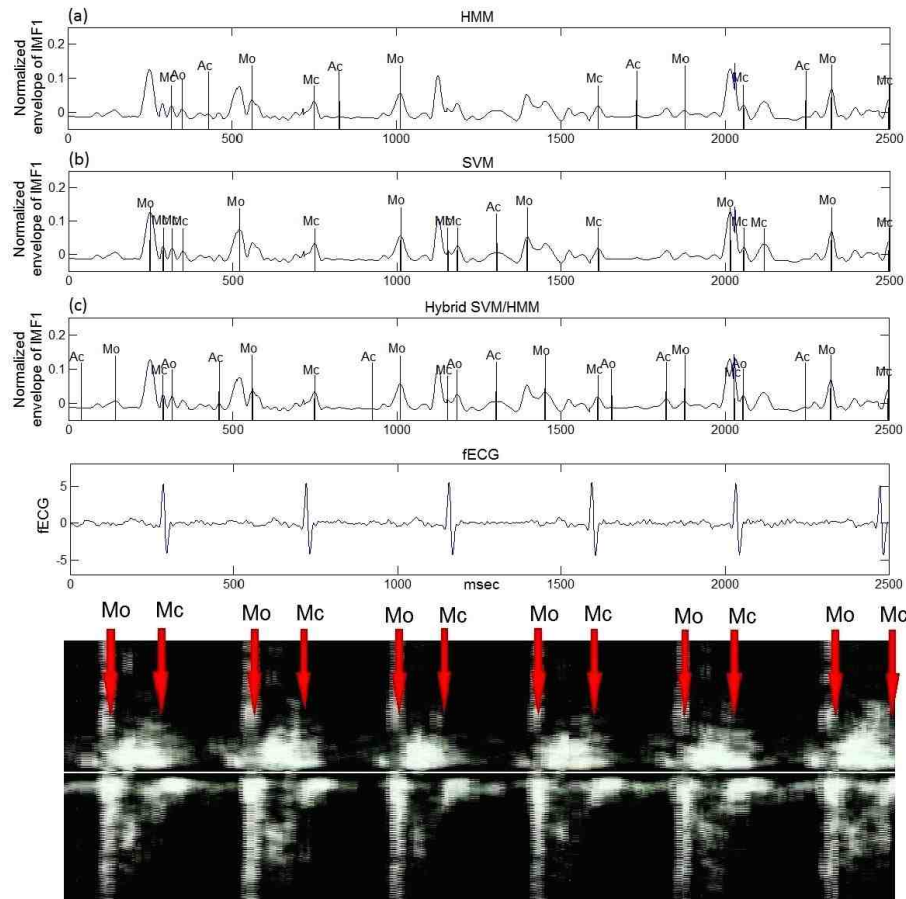 (a) HMM
Normalized envelope of IMF1
0.2
0.1
0
Mc Ao Ac Mo Mc Ac Mo Mc Ac Mo Mc Ac Mo Mc
0 500 1000 1500 2000 2500
(b) SVM
Normalized envelope of IMF1
0.2
0.1
0
Mo Mc Mc Mc Mo Mc Mo Mc Mc Ac Mo Mc Mo Mc Mc Mo Mc
0 500 1000 1500 2000 2500
(c) Hybrid SVM/HMM
Normalized envelope of IMF1
0.2
0.1
0
Ac Mo Mc Ao Ac Mo Mc Ac Mo Mc Ao Ac Mo Mc Ao Ac Mo Mc Ao Ac Mo Mc
0 500 1000 1500 2000 2500
fECG
fECG
5
0
-5
0 500 1000 1500 2000 2500
msec
Mo Mc Mo Mc Mo Mc Mo Mc Mo Mc Mo Mc